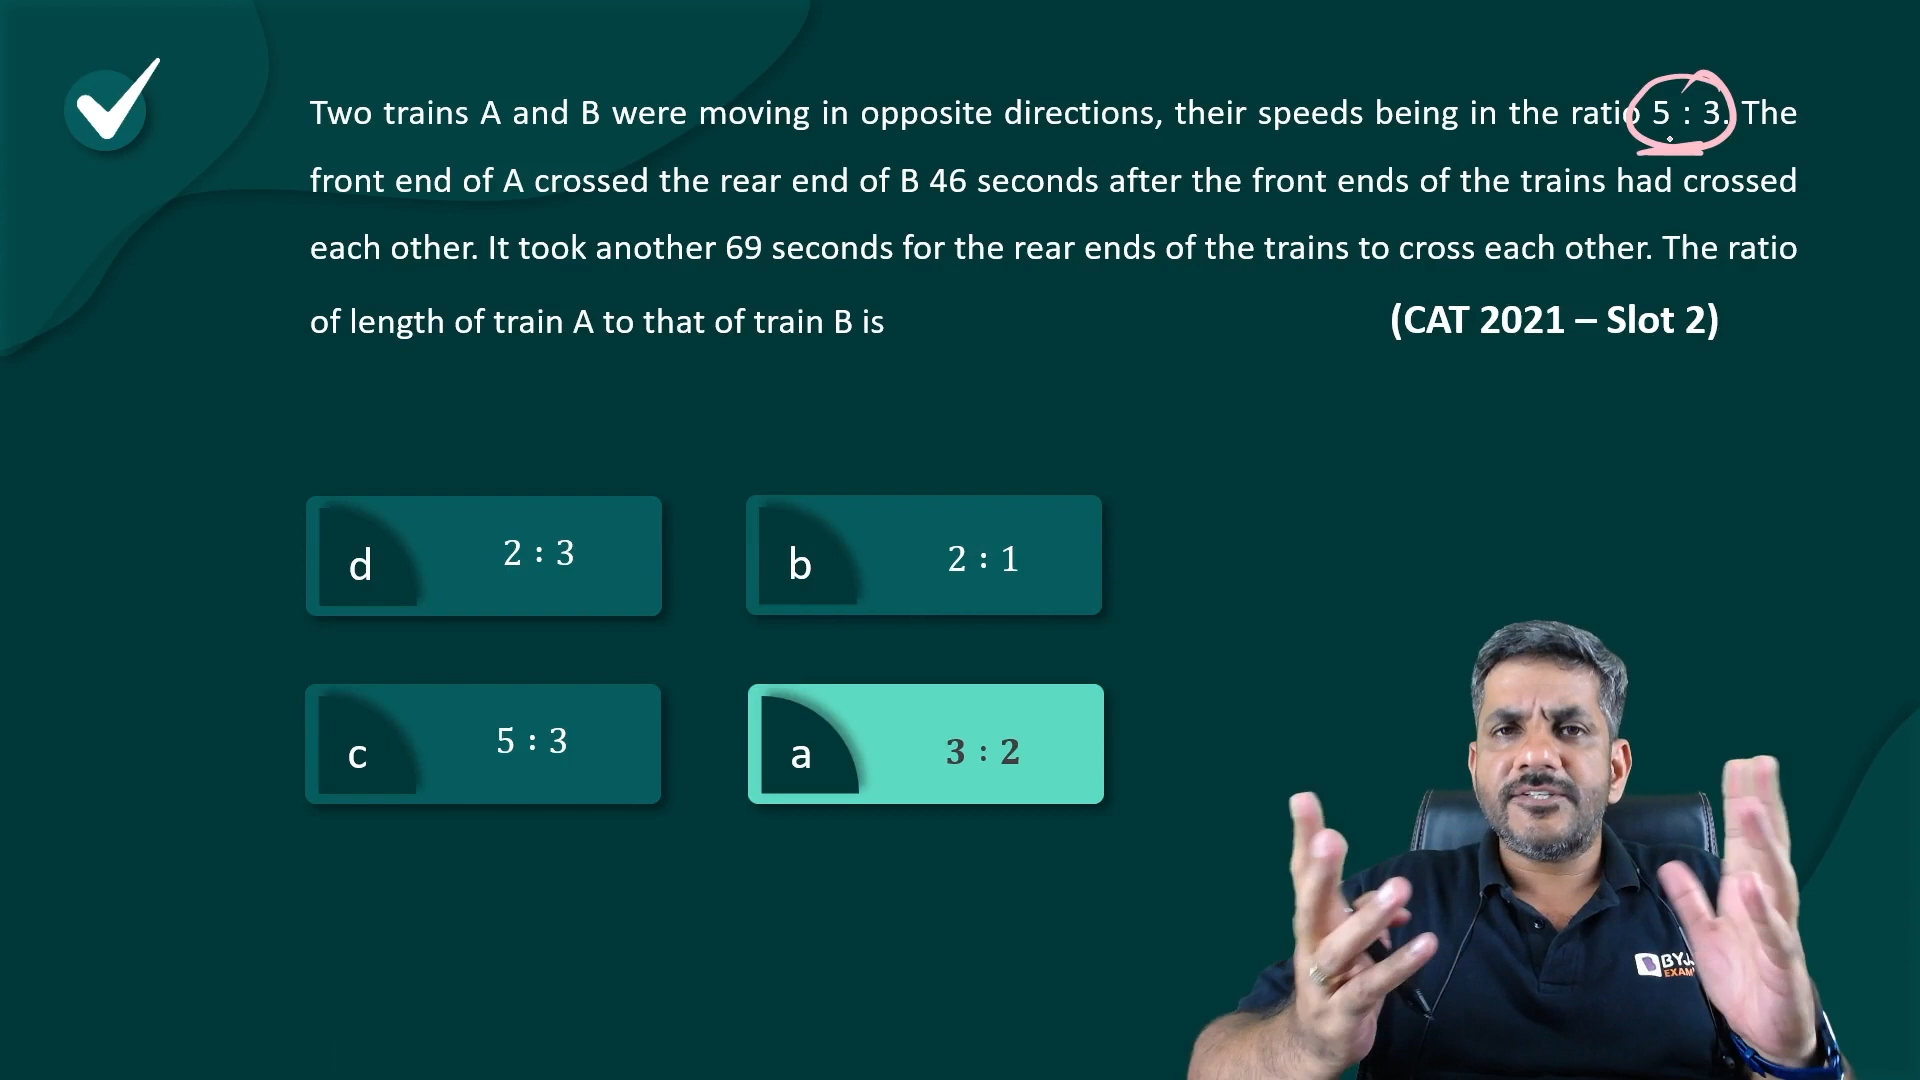 Two trains A and B were moving in opposite directions, their speeds being in the ratio 5 : 3. The
front end of A crossed the rear end of B 46 seconds after the front ends of the trains had crossed
each other. It took another 69 seconds for the rear ends of the trains to cross each other. The ratio
of length of train A to that of train B is
(CAT 2021 – Slot 2)
d 2 : 3
b 2 : 1
c 5 : 3
a 3 : 2